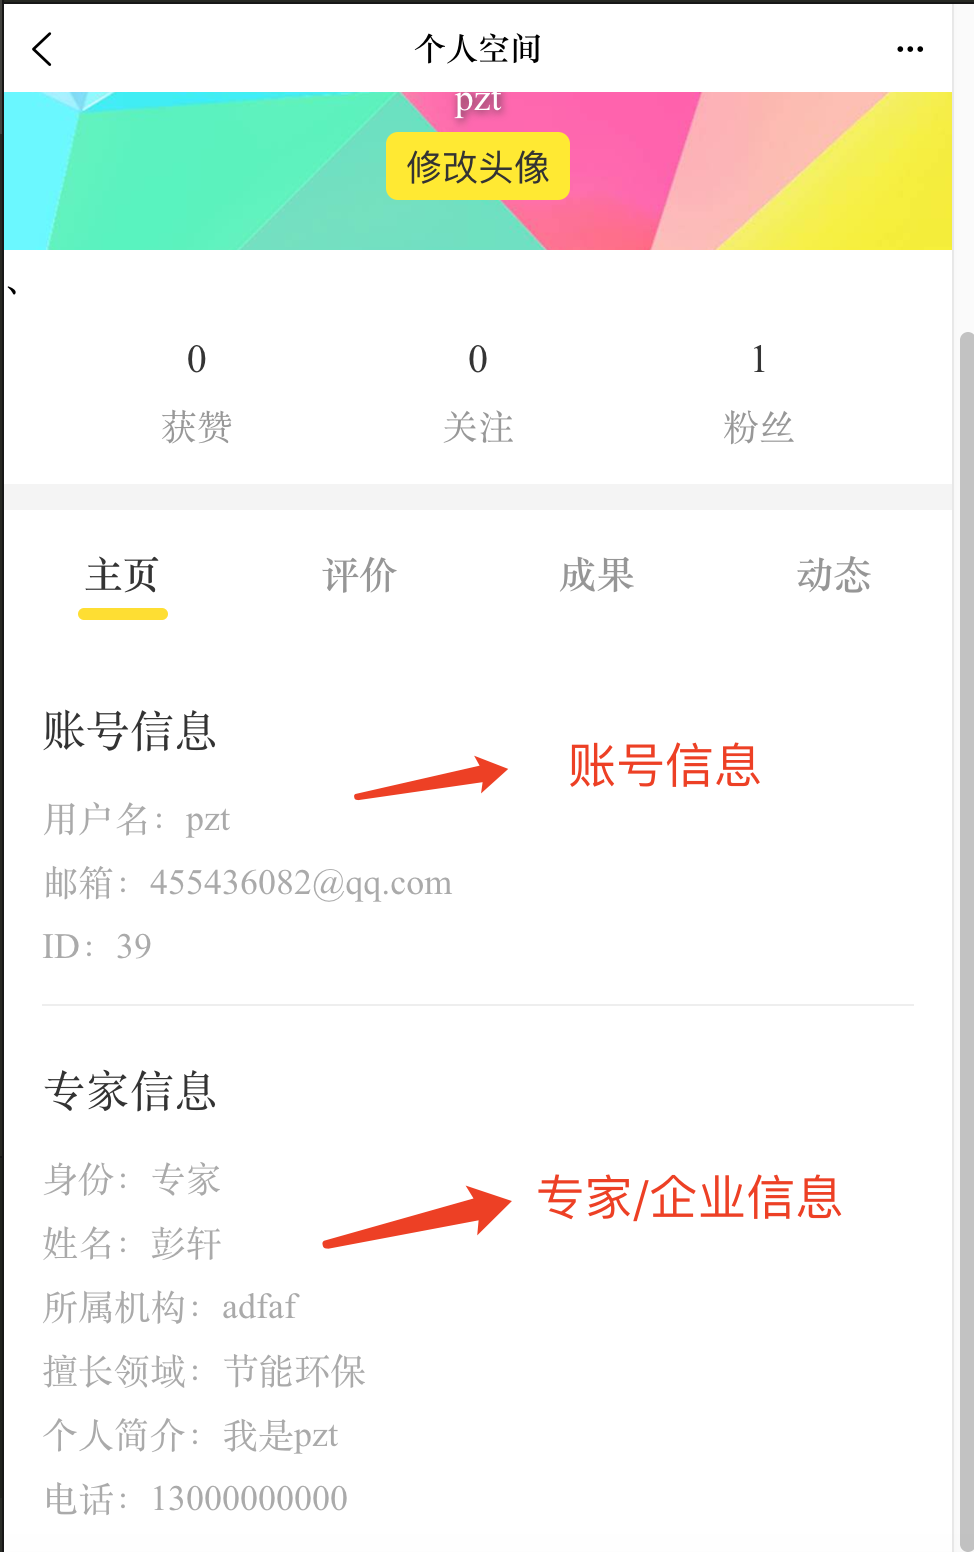 个人空间
pzt
修改头像
、
0 0 1
获赞 关注 粉丝
主页 评价 成果 动态
账号信息
账号信息
用户名：pzt
邮箱：455436082@qq.com
ID：39
专家信息
身份：专家
专家/企业信息
姓名：彭轩
所属机构：adfaf
擅长领域：节能环保
个人简介：我是pzt
电话：13000000000